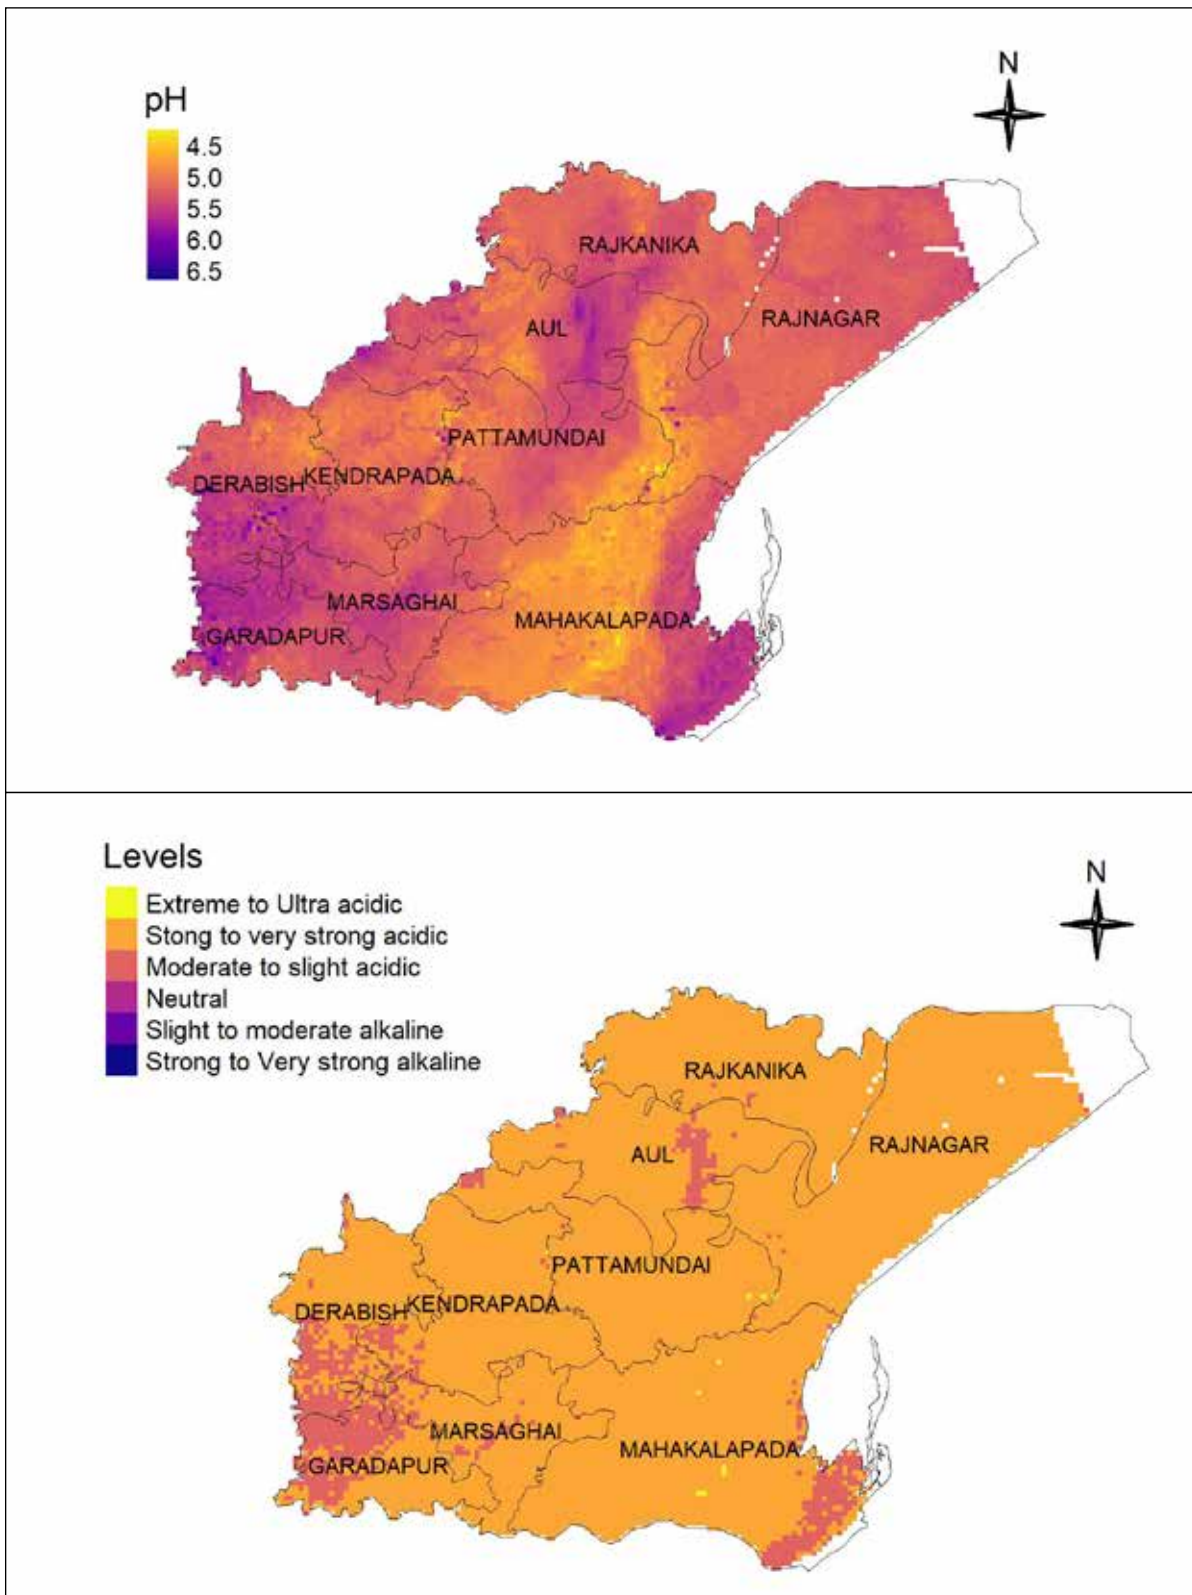 N
pH
4.5
5.0
5.5
6.0
6.5
RAJKANIKA
RAJNAGAR
AUL
PATTAMUNDAI
KENDRAPADA
DERABISH
MARSAGHAI
MAHAKALAPADA
GARADAPUR
Levels
N
Extreme to Ultra acidic
Stong to very strong acidic
Moderate to slight acidic
Neutral
Slight to moderate alkaline
Strong to Very strong alkaline
RAJKANIKA
RAJNAGAR
AUL
PATTAMUNDAI
KENDRAPADA
DERABISH
MARSAGHAI
MAHAKALAPADA
GARADAPUR